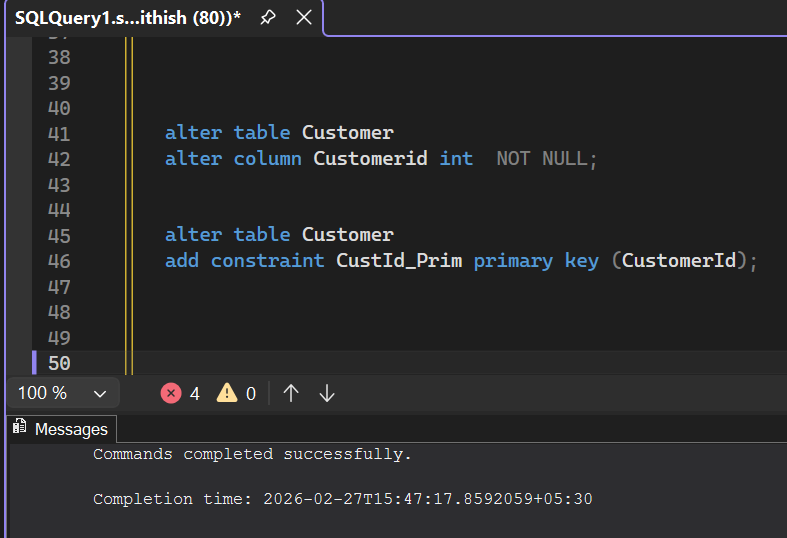 SQLQuery1.s...ithish (80))*
38
39
40
41 alter table Customer
42 alter column Customerid int  NOT NULL;
43
44
45 alter table Customer
46 add constraint CustId_Prim primary key (CustomerId);
47
48
49
50
100 % 4 0
Messages
Commands completed successfully.
Completion time: 2026-02-27T15:47:17.8592059+05:30